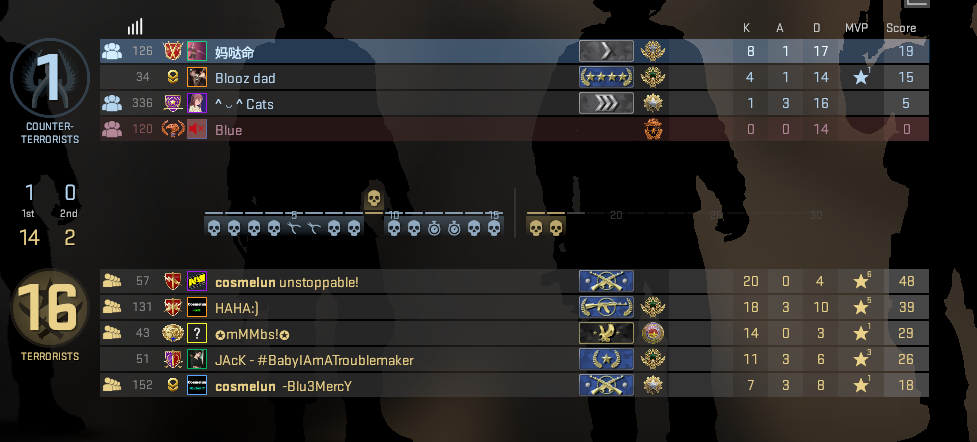 K A D MVP Score
126 妈哒命 8 1 17 19
34 Blooz dad 4 1 14 1 15
336 ^ ᴗ ^ Cats 1 3 16 5
120 Blue 0 0 14 0
1
COUNTER-
TERRORISTS
1 0
1st 2nd
14 2
5 10 15 20 25 30
16
TERRORISTS
57 cosmelun unstoppable! 20 0 4 6 48
131 HAHA:] 18 3 10 5 39
43 ? ✪mMMbs!✪ 14 0 3 1 29
51 JAcK - #BabyIAmATroublemaker 11 3 6 3 26
152 cosmelun -Blu3MercY 7 3 8 1 18